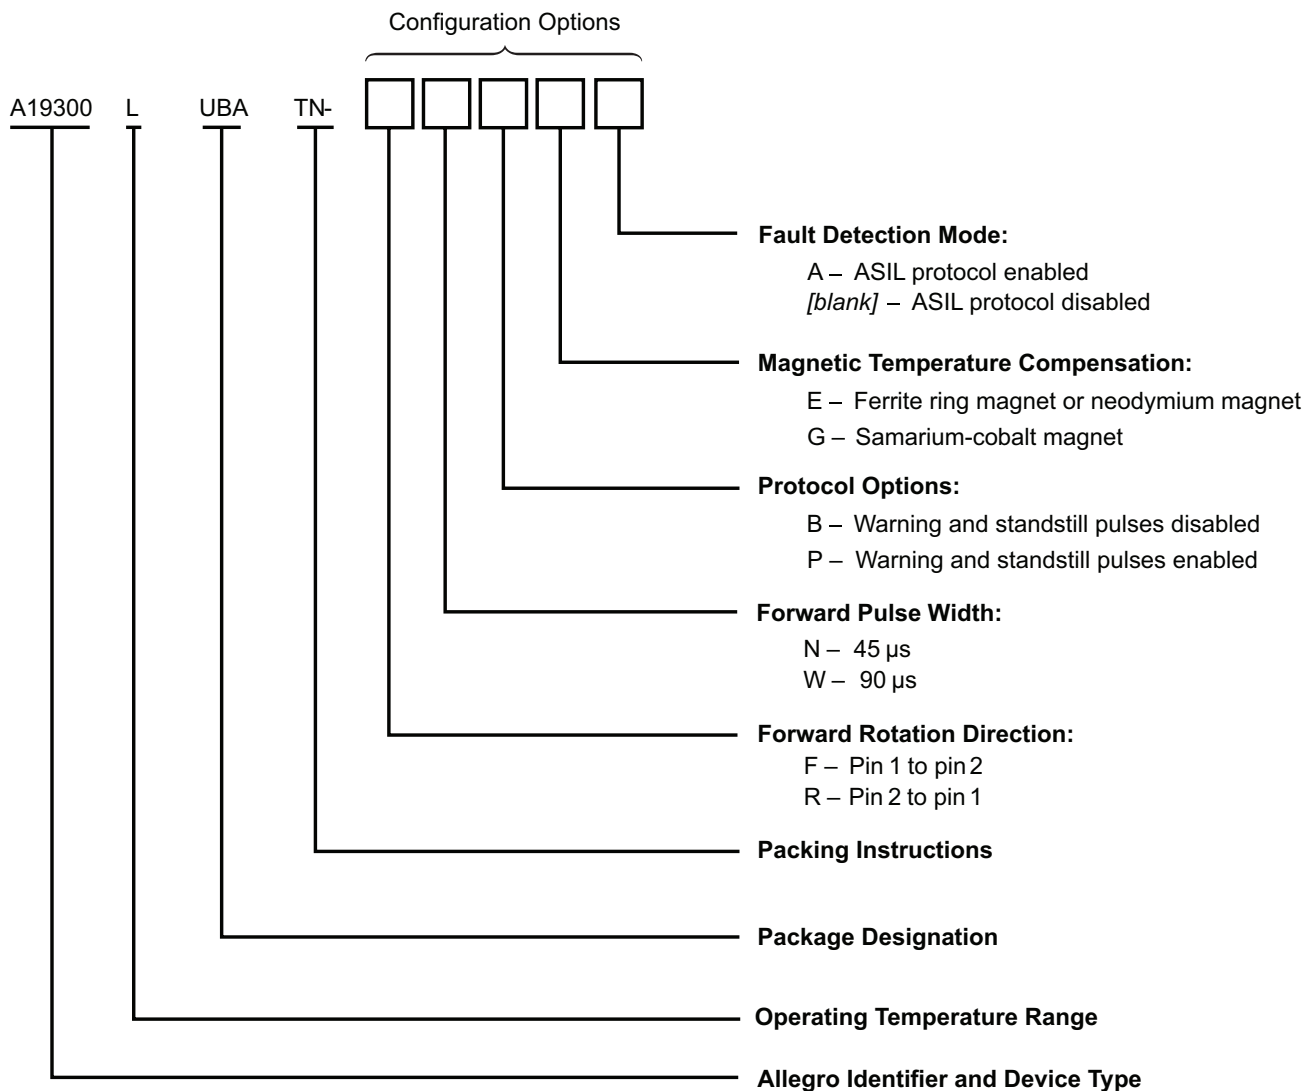 Configuration Options
A19300 L UBA TN-
Fault Detection Mode:
A – ASIL protocol enabled
[blank] – ASIL protocol disabled
Magnetic Temperature Compensation:
E – Ferrite ring magnet or neodymium magnet
G – Samarium-cobalt magnet
Protocol Options:
B – Warning and standstill pulses disabled
P – Warning and standstill pulses enabled
Forward Pulse Width:
N – 45 µs
W – 90 µs
Forward Rotation Direction:
F – Pin 1 to pin 2
R – Pin 2 to pin 1
Packing Instructions
Package Designation
Operating Temperature Range
Allegro Identifier and Device Type